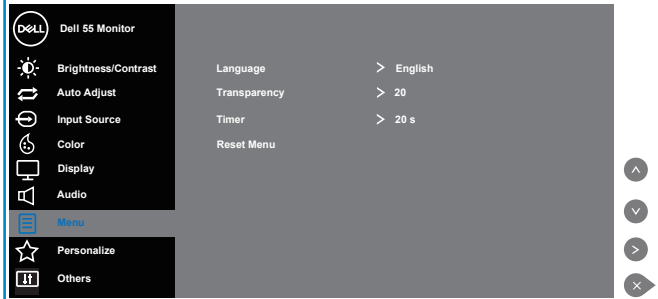 DELL Dell 55 Monitor
Brightness/Contrast Language > English
Auto Adjust Transparency > 20
Input Source Timer > 20 s
Color Reset Menu
Display
Audio
Menu
Personalize
Others